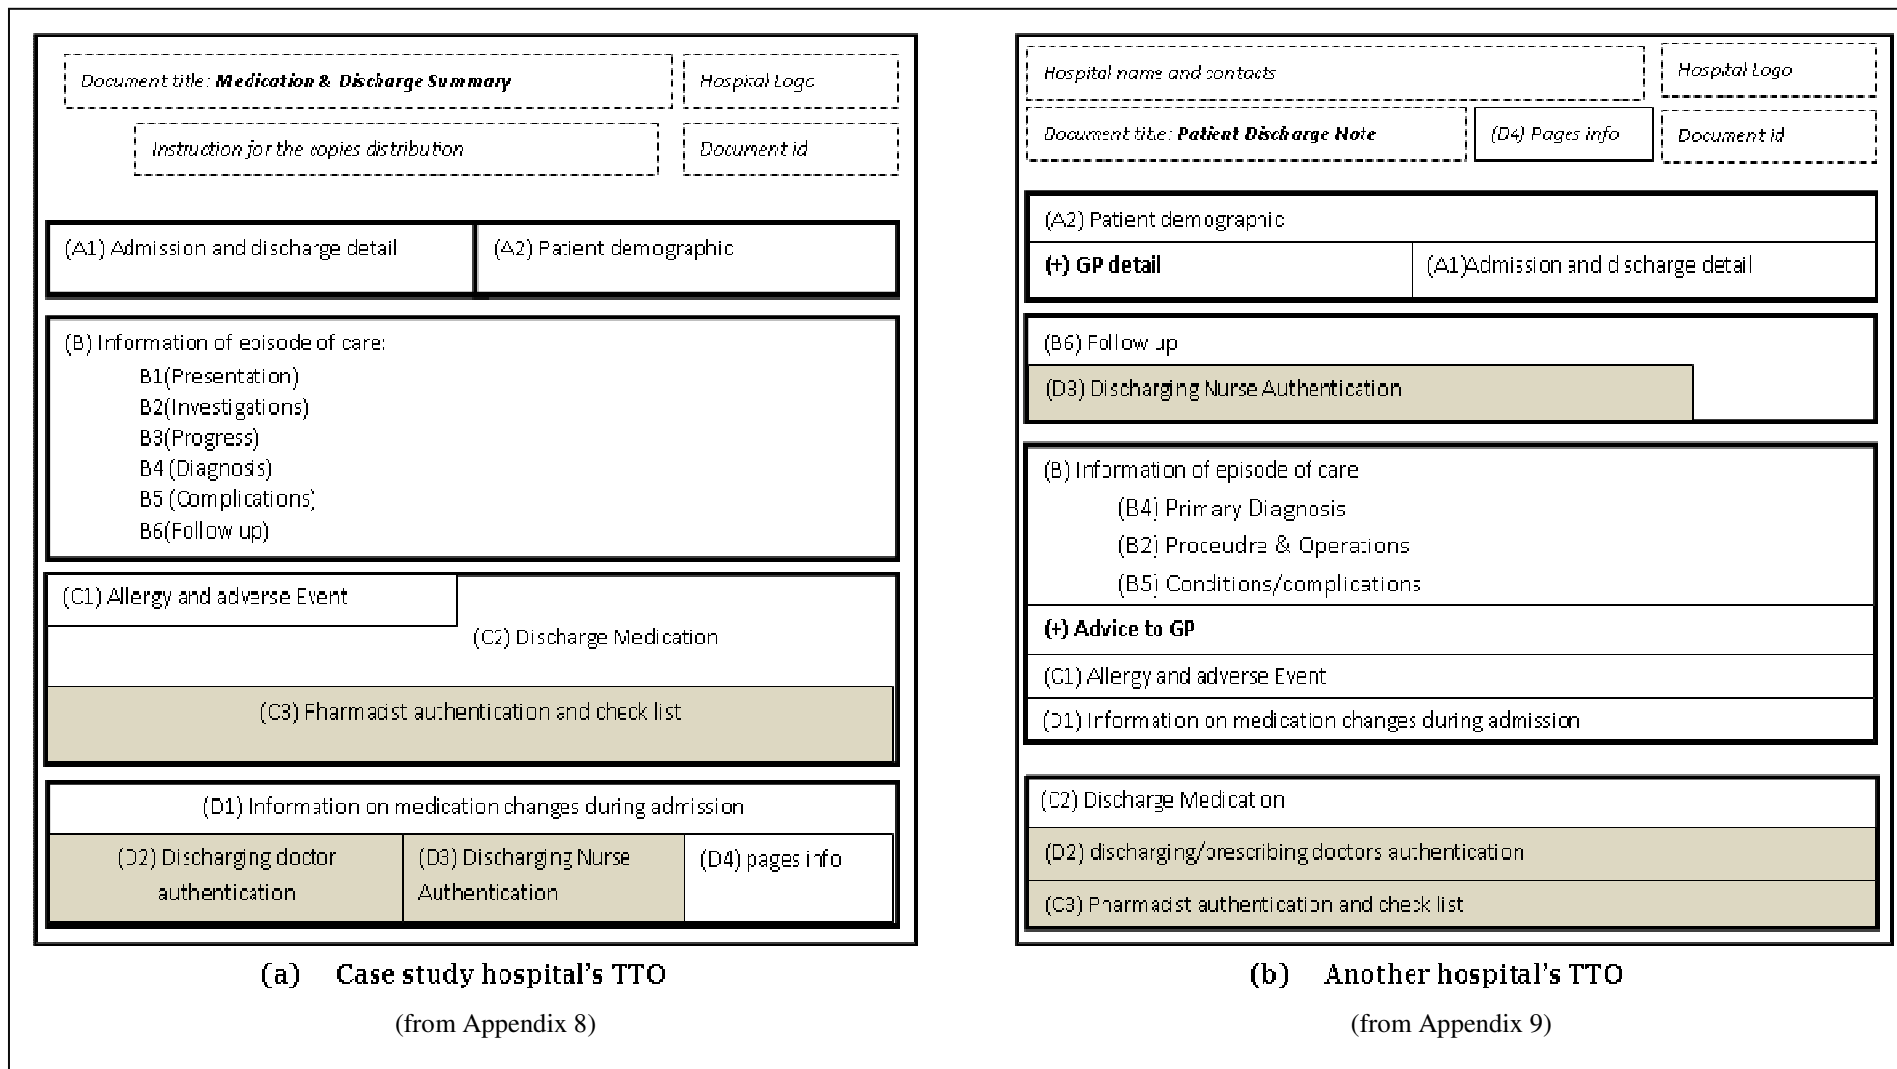 Document title: Medication & Discharge Summary
Hospital Logo
Instruction for the copies distribution
Document id
(A1) Admission and discharge detail
(A2) Patient demographic
(B) Information of episode of care:
B1(Presentation)
B2(Investigations)
B3(Progress)
B4 (Diagnosis)
B5 (Complications)
B6(Follow up)
(C1) Allergy and adverse Event
(C2) Discharge Medication
(C3) Pharmacist authentication and check list
(D1) Information on medication changes during admission
(D2) Discharging doctor
authentication
(D3) Discharging Nurse
Authentication
(D4) pages info
(a) Case study hospital's TTO
(from Appendix 8)
Hospital name and contacts
Hospital Logo
Document title: Patient Discharge Note
(D4) Pages info
Document id
(A2) Patient demographic
(+) GP detail
(A1)Admission and discharge detail
(B6) Follow up
(D3) Discharging Nurse Authentication
(B) Information of episode of care
(B4) Primary Diagnosis
(B2) Proceudre & Operations
(B5) Conditions/complications
(+) Advice to GP
(C1) Allergy and adverse Event
(D1) Information on medication changes during admission
(C2) Discharge Medication
(D2) discharging/prescribing doctors authentication
(C3) Pharmacist authentication and check list
(b) Another hospital's TTO
(from Appendix 9)